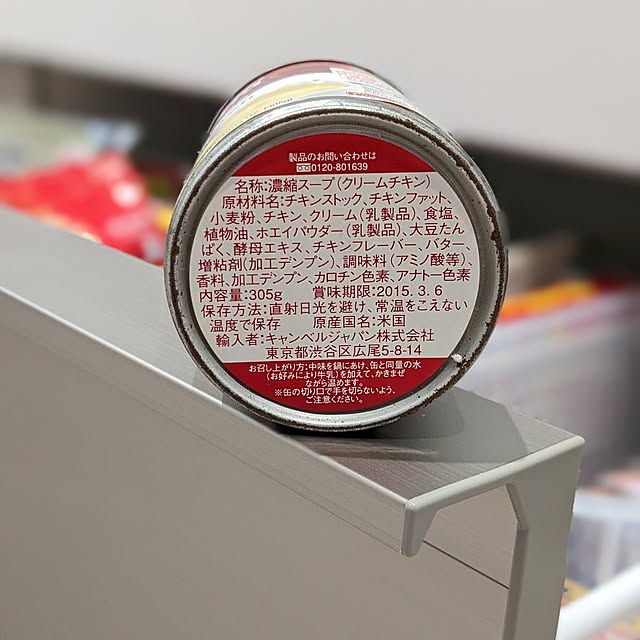 製品のお問い合わせは
0120-801639
名称:濃縮スープ(クリームチキン)
原材料名:チキンストック、チキンファット、
小麦粉、チキン、クリーム(乳製品)、食塩、
植物油、ホエイパウダー(乳製品)、大豆たん
ぱく、酵母エキス、チキンフレーバー、バター、
増粘剤(加工デンプン)、調味料(アミノ酸等)、
香料、加工デンプン、カロチン色素、アナトー色素
内容量:305g 賞味期限:2015. 3. 6
保存方法:直射日光を避け、常温をこえない
温度で保存 原産国名:米国
輸入者:キャンベルジャパン株式会社
東京都渋谷区広尾5-8-14
お召し上がり方:中味を鍋にあけ、缶と同量の水
(お好みにより牛乳)を加えて、かきまぜ
ながら温めます。
※缶の切り口で手を切らないよう、
ご注意ください。